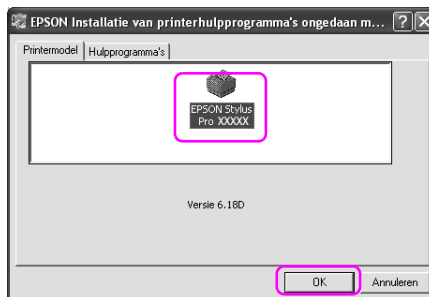 EPSON Installatie van printerhulpprogramma's ongedaan m...
Printermodel Hulpprogramma's
EPSON Stylus
Pro XXXXX
Versie 6.18D
OK Annuleren